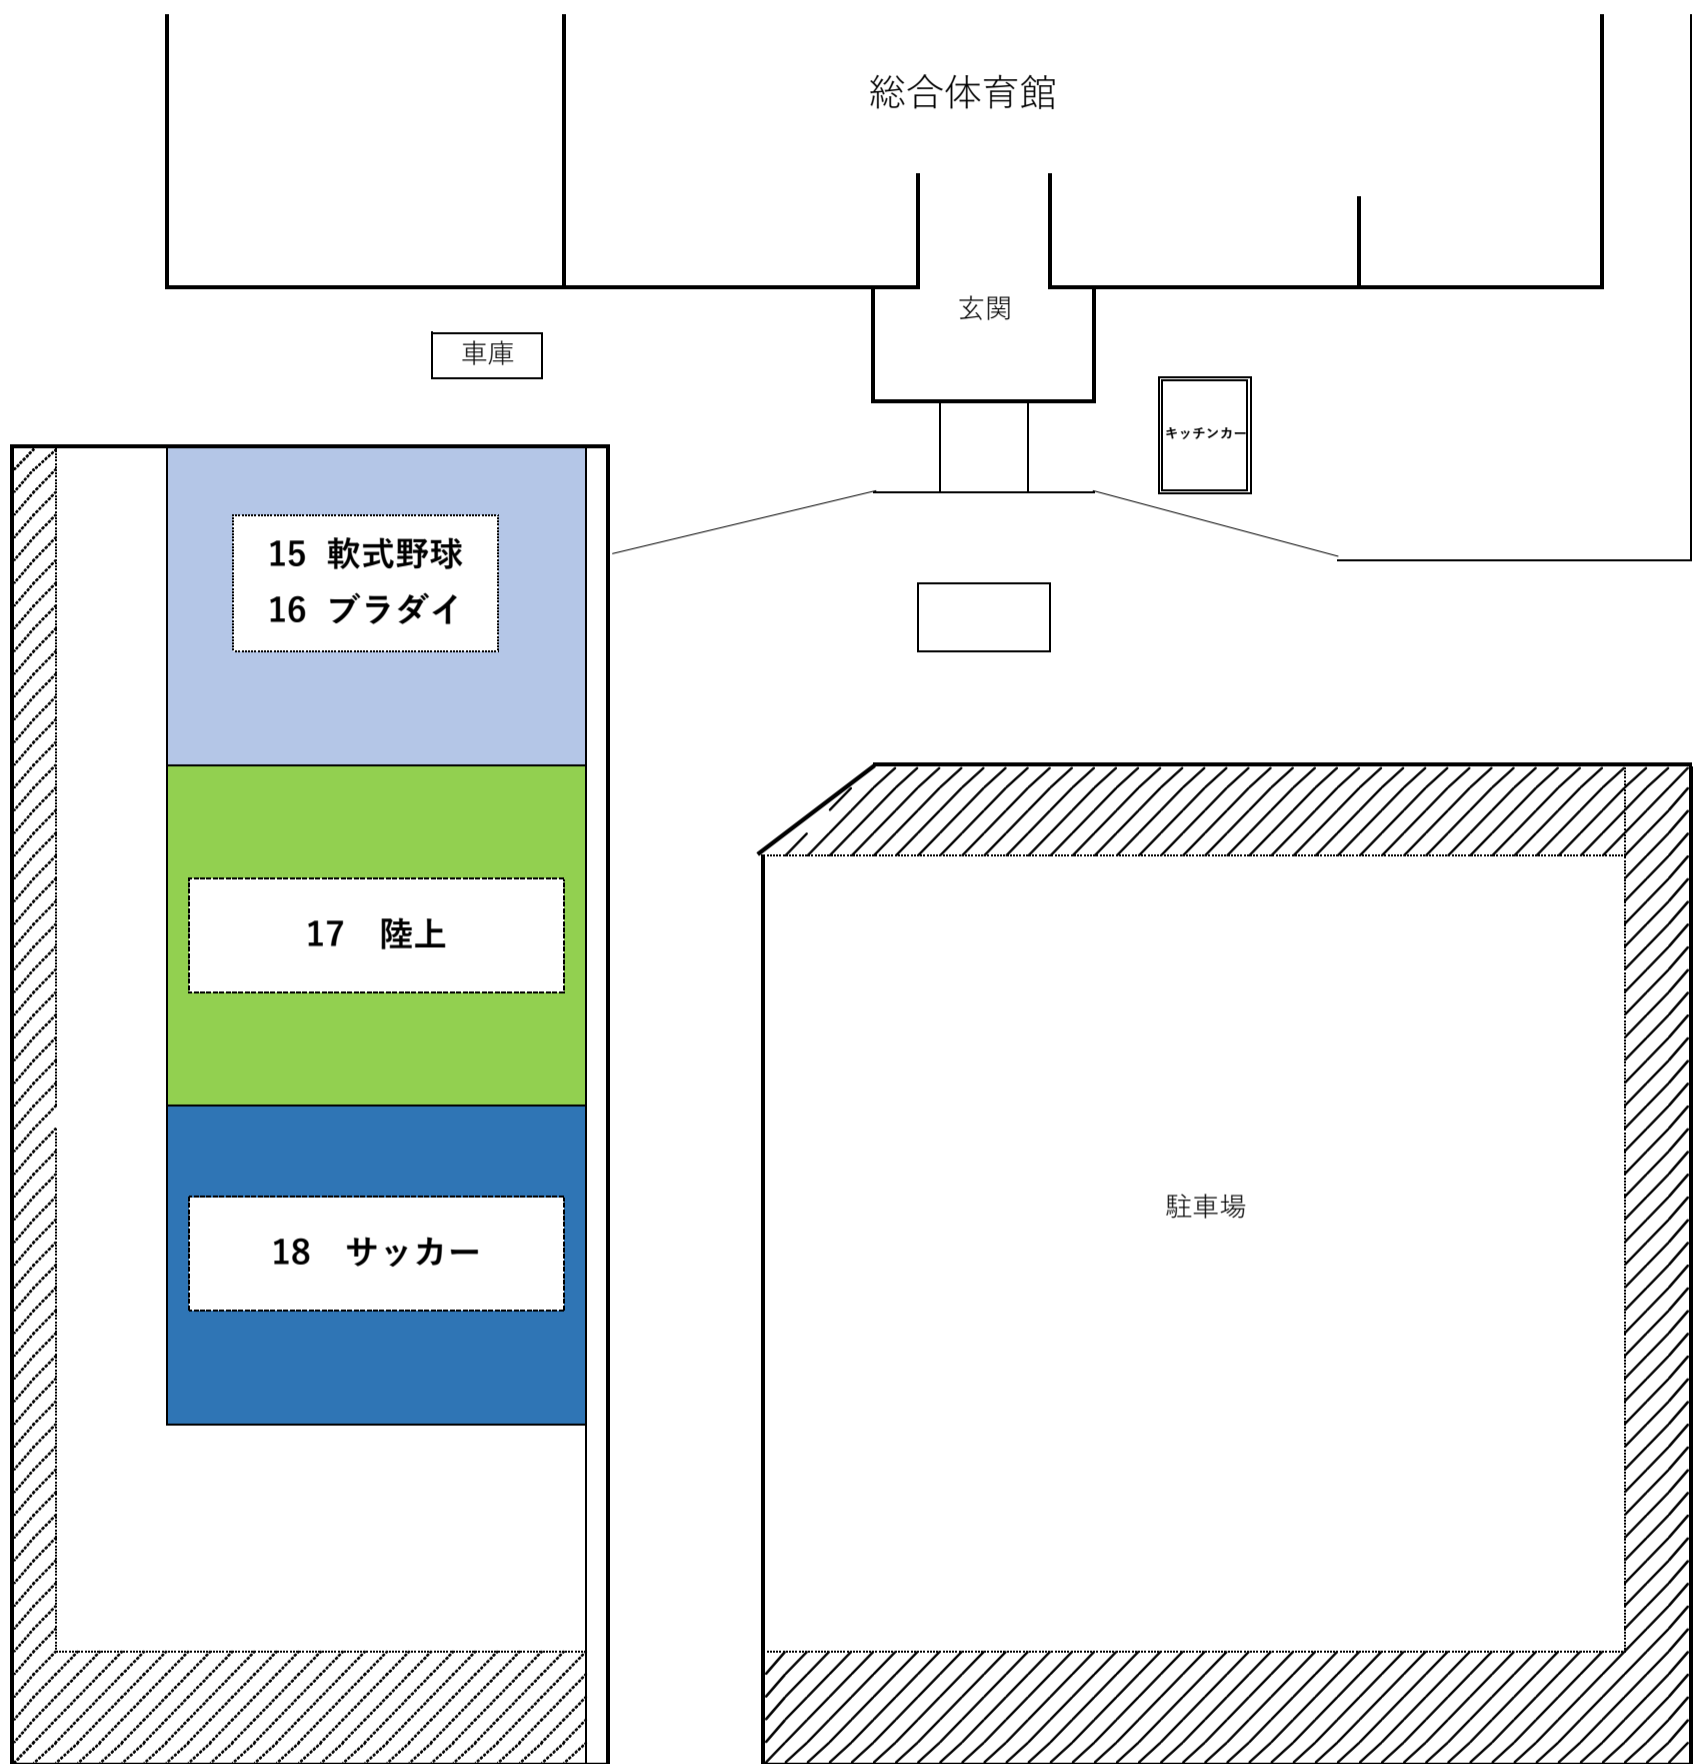 総合体育館
玄関
車庫
キッチンカー
15 軟式野球
16 ブラダイ
17　陸上
18　サッカー
駐車場